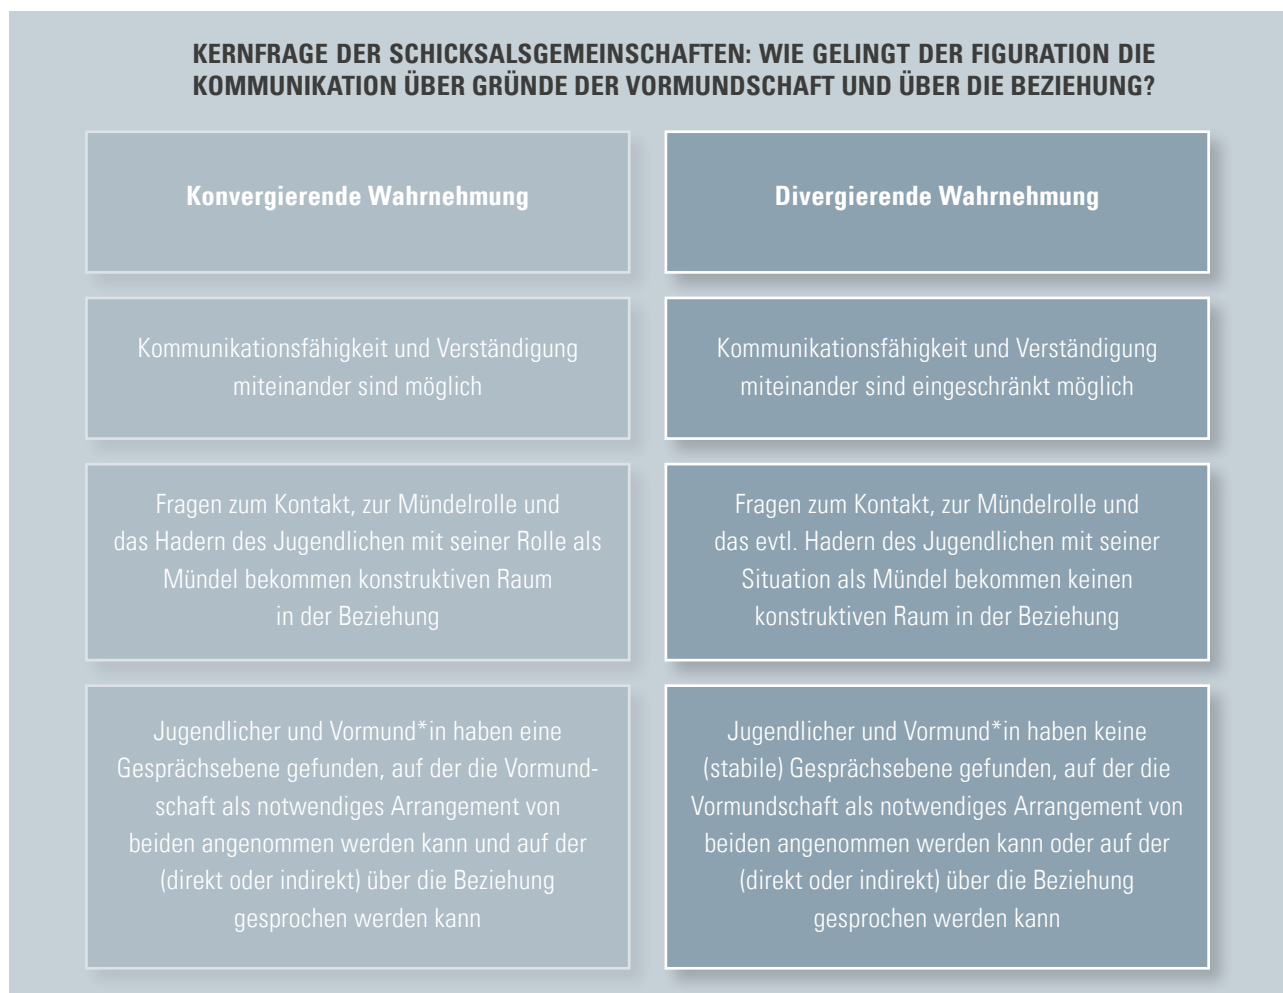 KERNFRAGE DER SCHICKSALSGEMEINSCHAFTEN: WIE GELINGT DER FIGURATION DIE
KOMMUNIKATION ÜBER GRÜNDE DER VORMUNDSCHAFT UND ÜBER DIE BEZIEHUNG?
Konvergierende Wahrnehmung
Divergierende Wahrnehmung
Kommunikationsfähigkeit und Verständigung
miteinander sind möglich
Kommunikationsfähigkeit und Verständigung
miteinander sind eingeschränkt möglich
Fragen zum Kontakt, zur Mündelrolle und
das Hadern des Jugendlichen mit seiner Rolle als
Mündel bekommen konstruktiven Raum
in der Beziehung
Fragen zum Kontakt, zur Mündelrolle und
das evtl. Hadern des Jugendlichen mit seiner
Situation als Mündel bekommen keinen
konstruktiven Raum in der Beziehung
Jugendlicher und Vormund*in haben eine
Gesprächsebene gefunden, auf der die Vormund-
schaft als notwendiges Arrangement von
beiden angenommen werden kann und auf der
(direkt oder indirekt) über die Beziehung
gesprochen werden kann
Jugendlicher und Vormund*in haben keine
(stabile) Gesprächsebene gefunden, auf der die
Vormundschaft als notwendiges Arrangement von
beiden angenommen werden kann oder auf der
(direkt oder indirekt) über die Beziehung
gesprochen werden kann